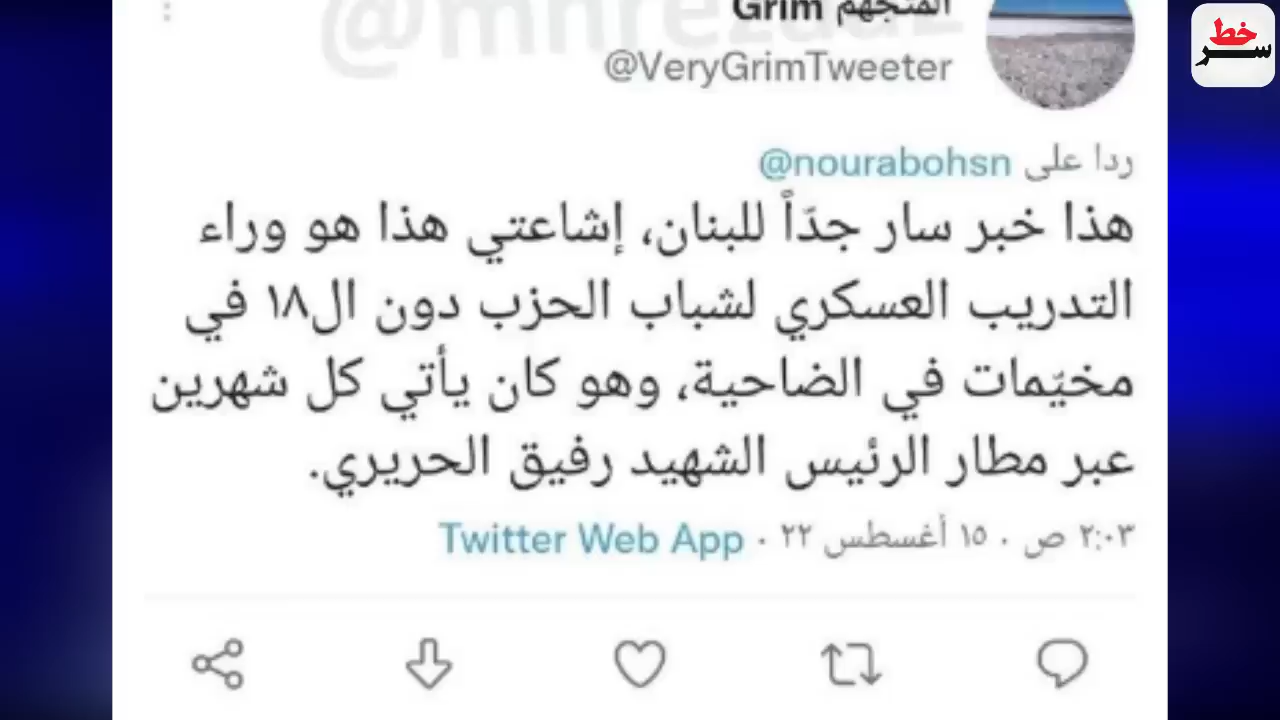 خط
سر
المتجهم Grim
@VeryGrimTweeter
ردا على @nourabohsn
هذا خبر سار جدّاً للبنان، إشاعتي هذا هو وراء
التدريب العسكري لشباب الحزب دون ال١٨ في
مخيّمات في الضاحية، وهو كان يأتي كل شهرين
عبر مطار الرئيس الشهيد رفيق الحريري.
٢:٠٣ ص · ١٥ أغسطس ٢٢ · Twitter Web App